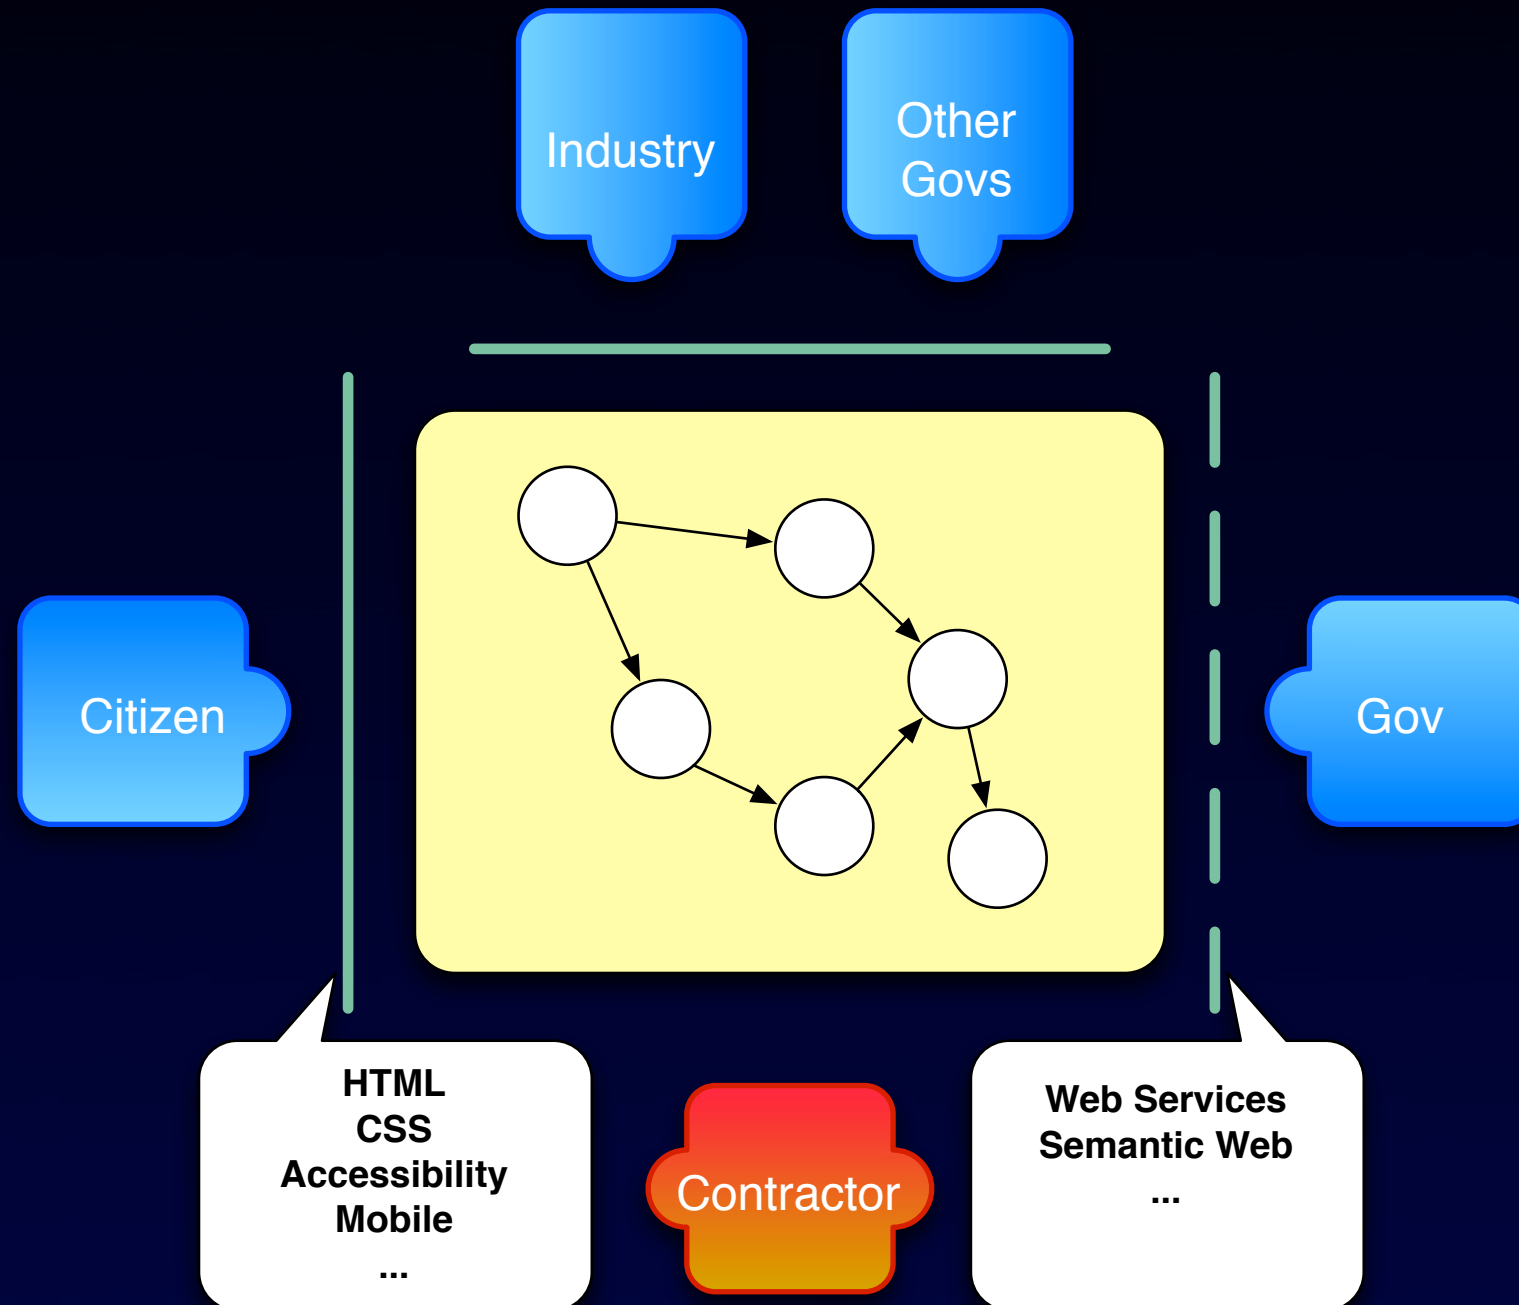 Industry
Other
Govs
Citizen
Gov
HTML
CSS
Accessibility
Mobile
...
Contractor
Web Services
Semantic Web
...